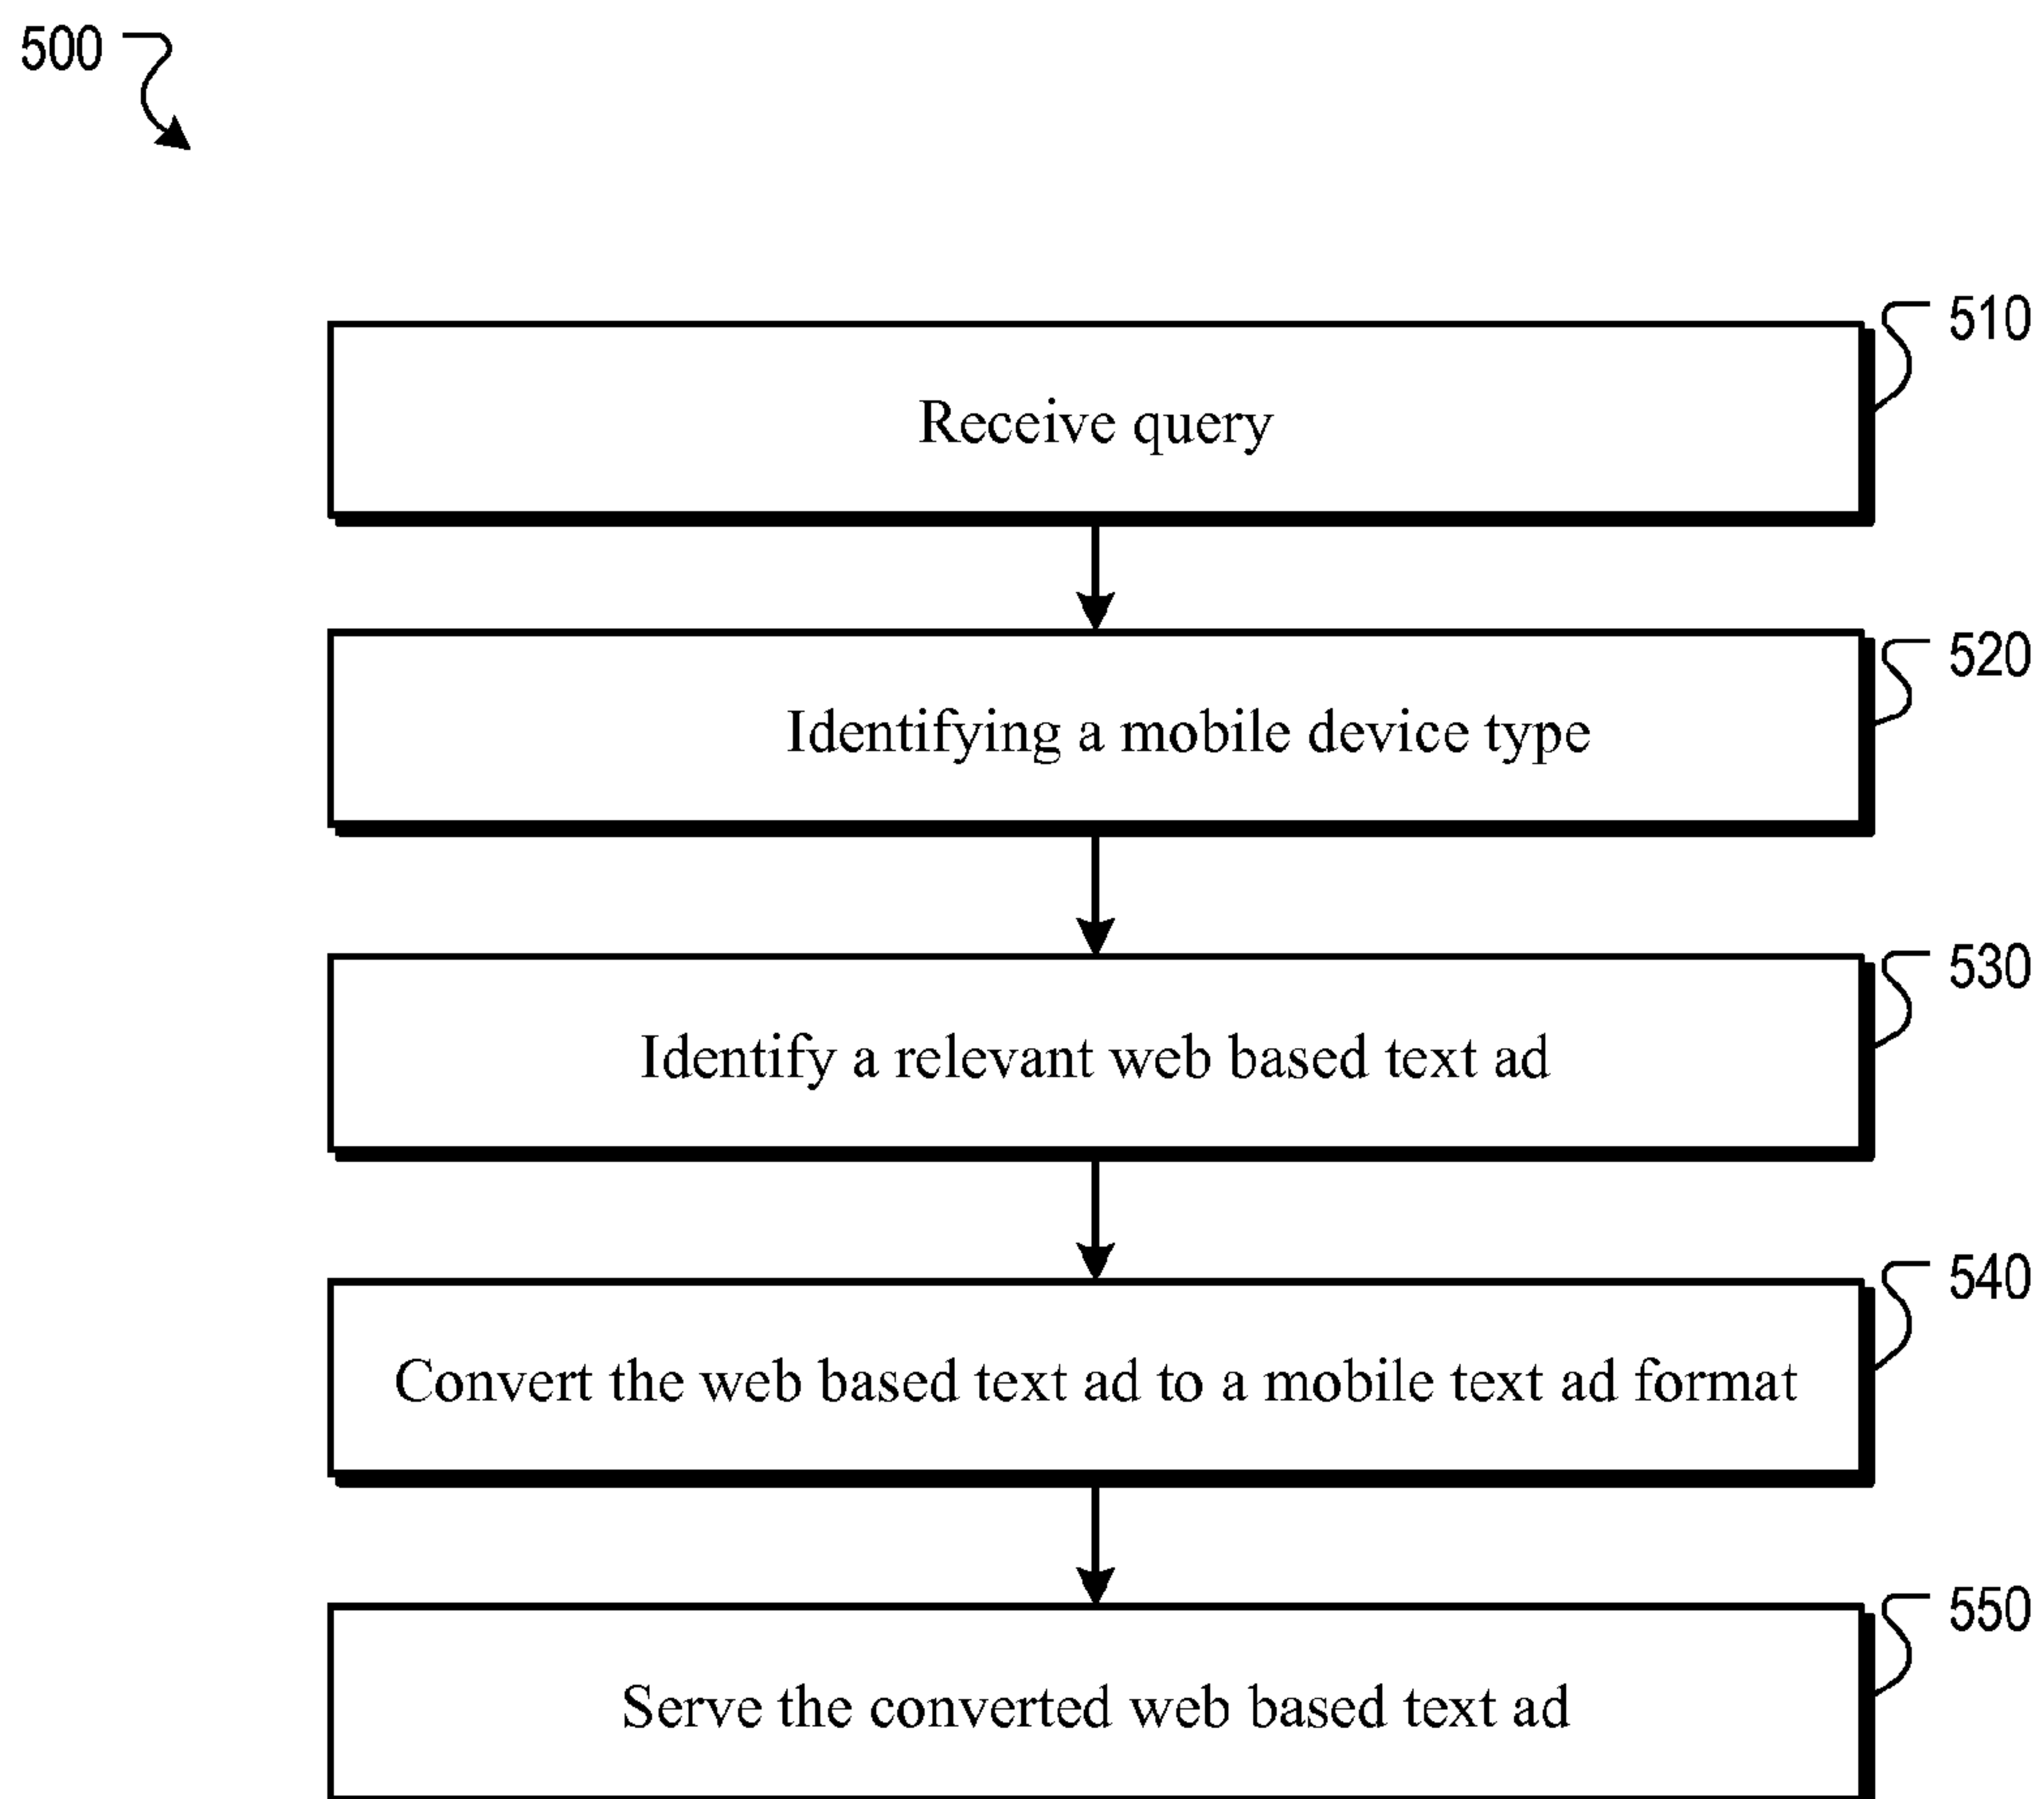 500
510
Receive query
520
Identifying a mobile device type
530
Identify a relevant web based text ad
540
Convert the web based text ad to a mobile text ad format
550
Serve the converted web based text ad